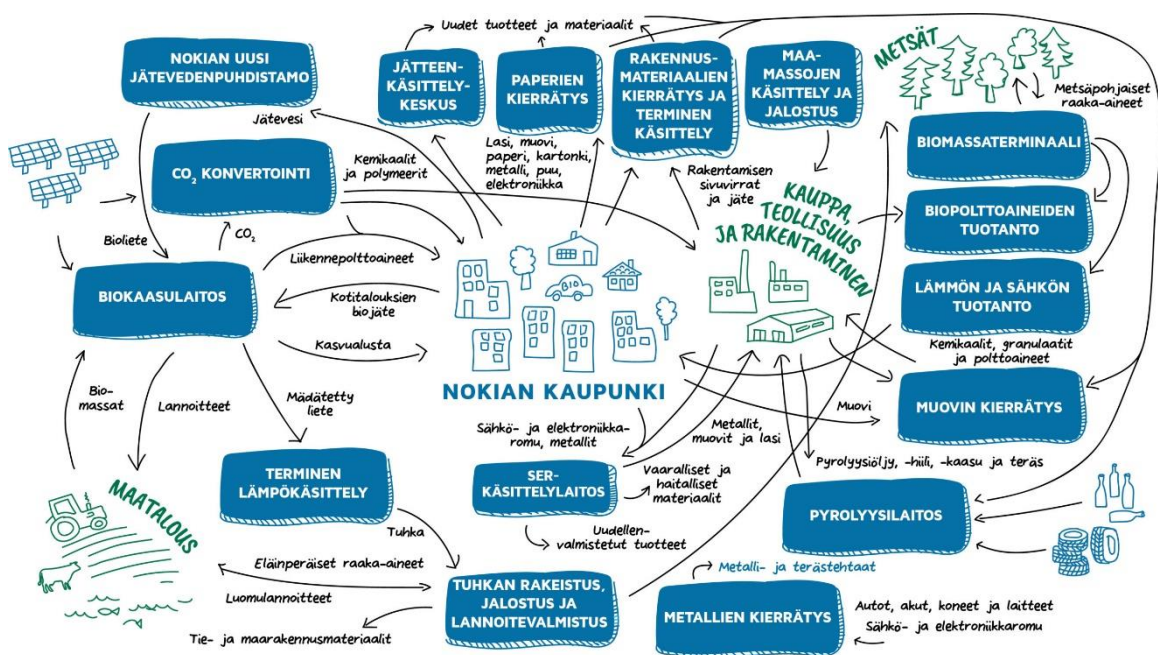 NOKIAN UUSI
JÄTEVEDENPUHDISTAMO
Uudet tuotteet ja materiaalit
JÄTTEEN-
KÄSITTELY-
KESKUS
PAPERIEN
KIERRÄTYS
RAKENNUS-
MATERIAALIEN
KIERRÄTYS JA
TERMINEN
KÄSITTELY
MAA-
MASSOJEN
KÄSITTELY JA
JALOSTUS
METSÄT
Metsäpohjaiset
raaka-aineet
Jätevesi
CO₂ KONVERTOINTI
Kemikaalit
ja polymeerit
Lasi, muovi,
paperi, kartonki,
metalli, puu,
elektroniikka
Rakentamisen
sivuvirrat
ja jäte
KAUPPA,
TEOLLISUUS
JA RAKENTAMINEN
BIOMASSATERMINAALI
BIOPOLTTOAINEIDEN
TUOTANTO
LÄMMÖN JA SÄHKÖN
TUOTANTO
Bioliete
CO₂
BIOKAASULAITOS
Liikennepolttoaineet
Kotitalouksien
biojäte
Kasvualusta
BIO
NOKIAN KAUPUNKI
Kemikaalit, granulaatit
ja polttoaineet
MUOVIN KIERRÄTYS
Muovi
Bio-
massat
Lannoitteet
Mädätetty
liete
Sähkö- ja elektroniikka-
romu, metallit
Metallit,
muovit ja lasi
Pyrolyysiöljy, -hiili, -kaasu ja teräs
TERMINEN
LÄMPÖKÄSITTELY
SER-
KÄSITTELYLAITOS
Vaaralliset ja
haitalliset
materiaalit
PYROLYYSILAITOS
MAATALOUS
Tuhka
Uudellen-
valmistetut tuotteet
Eläinperäiset raaka-aineet
Luomulannoitteet
TUHKAN RAKEISTUS,
JALOSTUS JA
LANNOITEVALMISTUS
Tie- ja maarakennusmateriaalit
Metalli- ja terästehtaat
METALLIEN KIERRÄTYS
Autot, akut, koneet ja laitteet
Sähkö- ja elektroniikkaromu